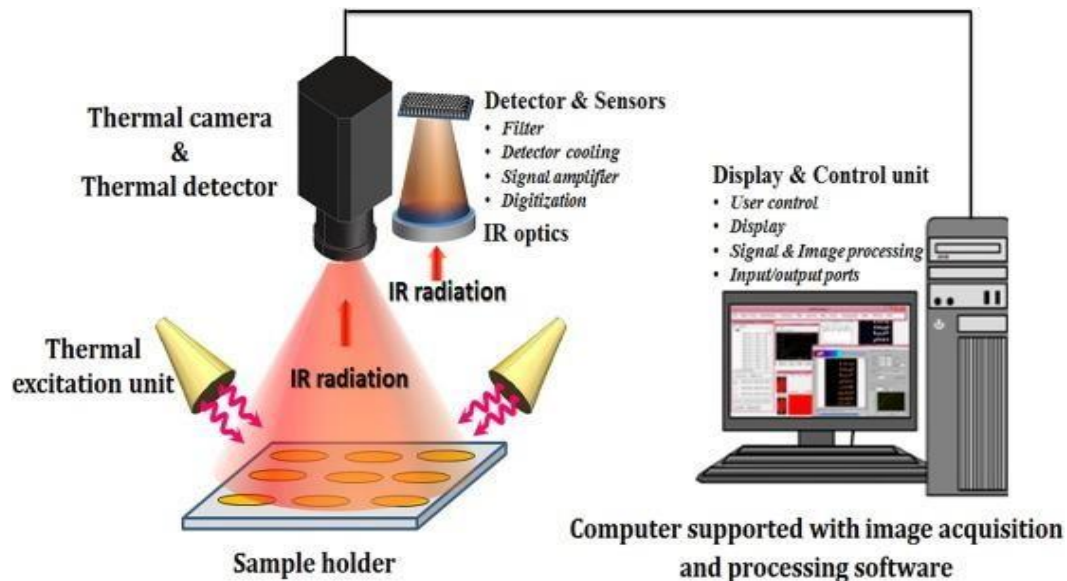 Thermal camera
&
Thermal detector
Detector & Sensors
• Filter
• Detector cooling
• Signal amplifier
• Digitization
IR optics
IR radiation
Display & Control unit
• User control
• Display
• Signal & Image processing
• Input/output ports
Thermal
excitation unit
IR radiation
Sample holder
Computer supported with image acquisition
and processing software